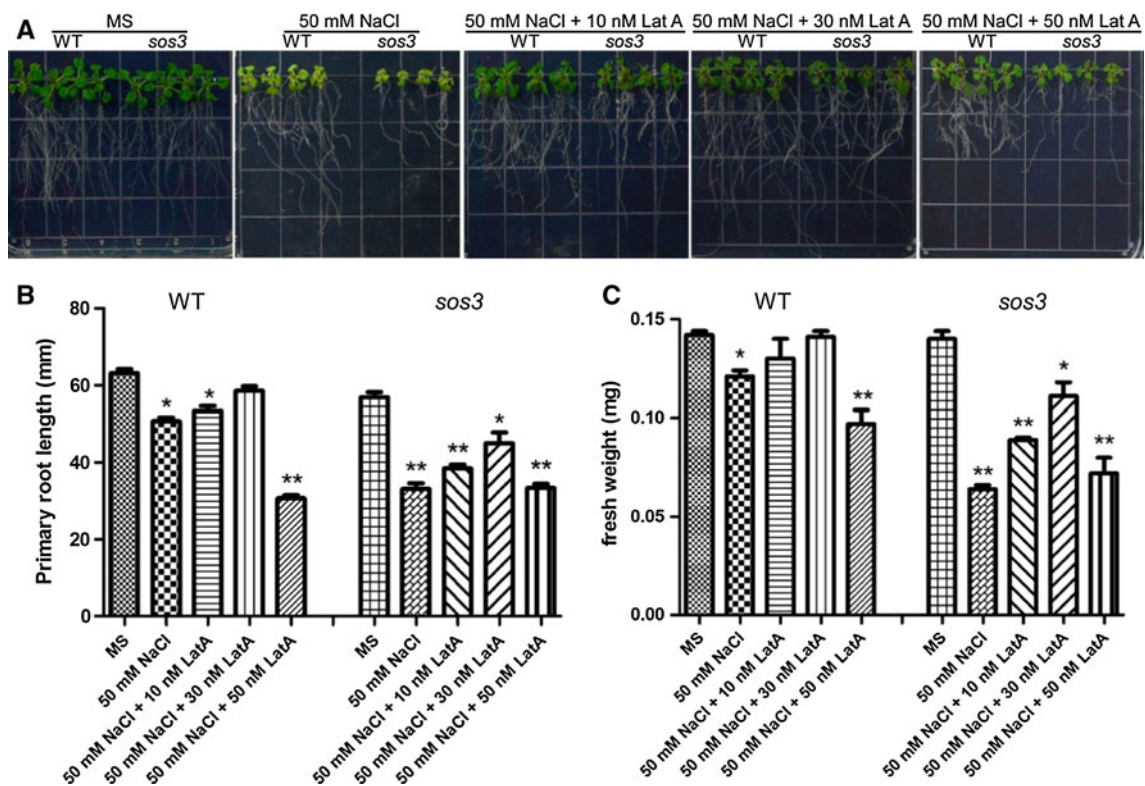 A
MS
50 mM NaCl
50 mM NaCl + 10 nM Lat A
50 mM NaCl + 30 nM Lat A
50 mM NaCl + 50 nM Lat A
WT sos3
WT sos3
WT sos3
WT sos3
WT sos3
B
WT
sos3
Primary root length (mm)
80
60
40
20
0
* * ** ** ** * **
MS
50 mM NaCl
50 mM NaCl + 10 nM LatA
50 mM NaCl + 30 nM LatA
50 mM NaCl + 50 nM LatA
MS
50 mM NaCl
50 mM NaCl + 10 nM LatA
50 mM NaCl + 30 nM LatA
50 mM NaCl + 50 nM LatA
C
WT
sos3
fresh weight (mg)
0.15
0.10
0.05
0.00
* ** ** ** * **
MS
50 mM NaCl
50 mM NaCl + 10 nM LatA
50 mM NaCl + 30 nM LatA
50 mM NaCl + 50 nM LatA
MS
50 mM NaCl
50 mM NaCl + 10 nM LatA
50 mM NaCl + 30 nM LatA
50 mM NaCl + 50 nM LatA